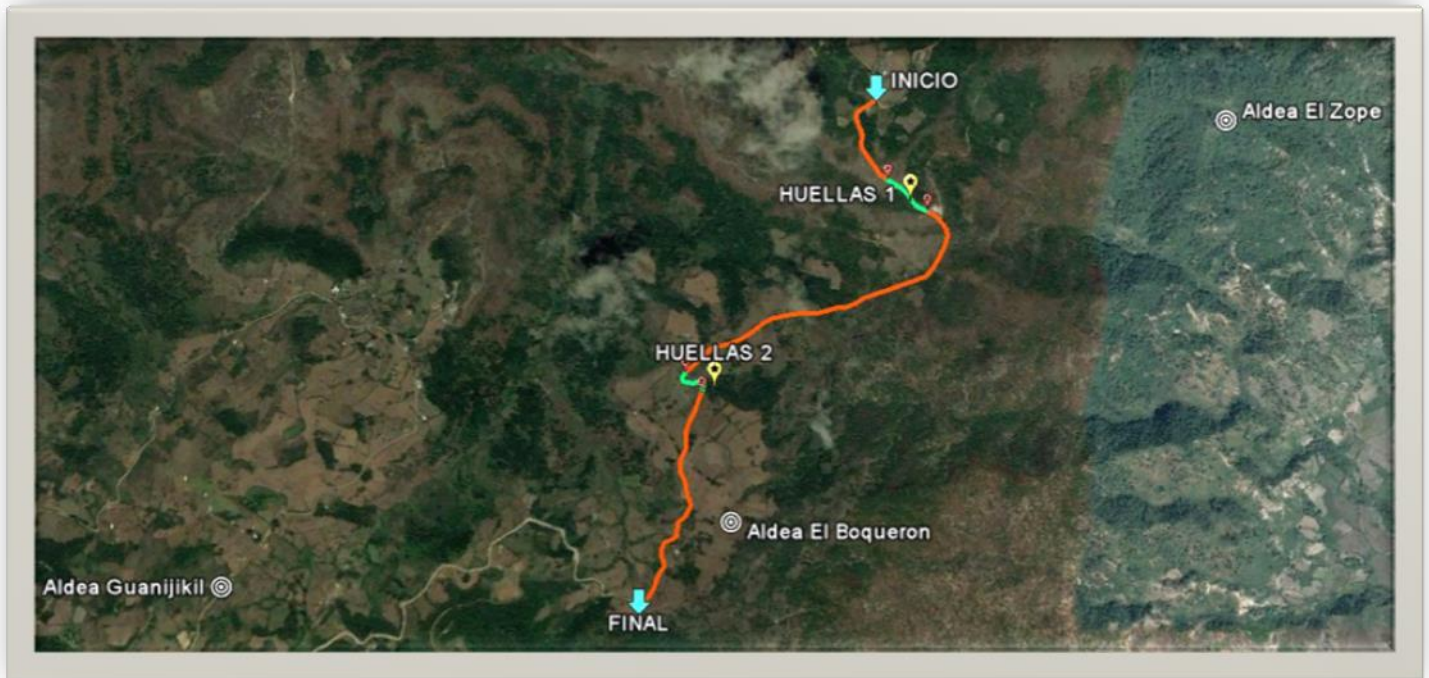 INICIO
Aldea El Zope
HUELLAS 1
HUELLAS 2
Aldea El Boqueron
Aldea Guanijikil
FINAL